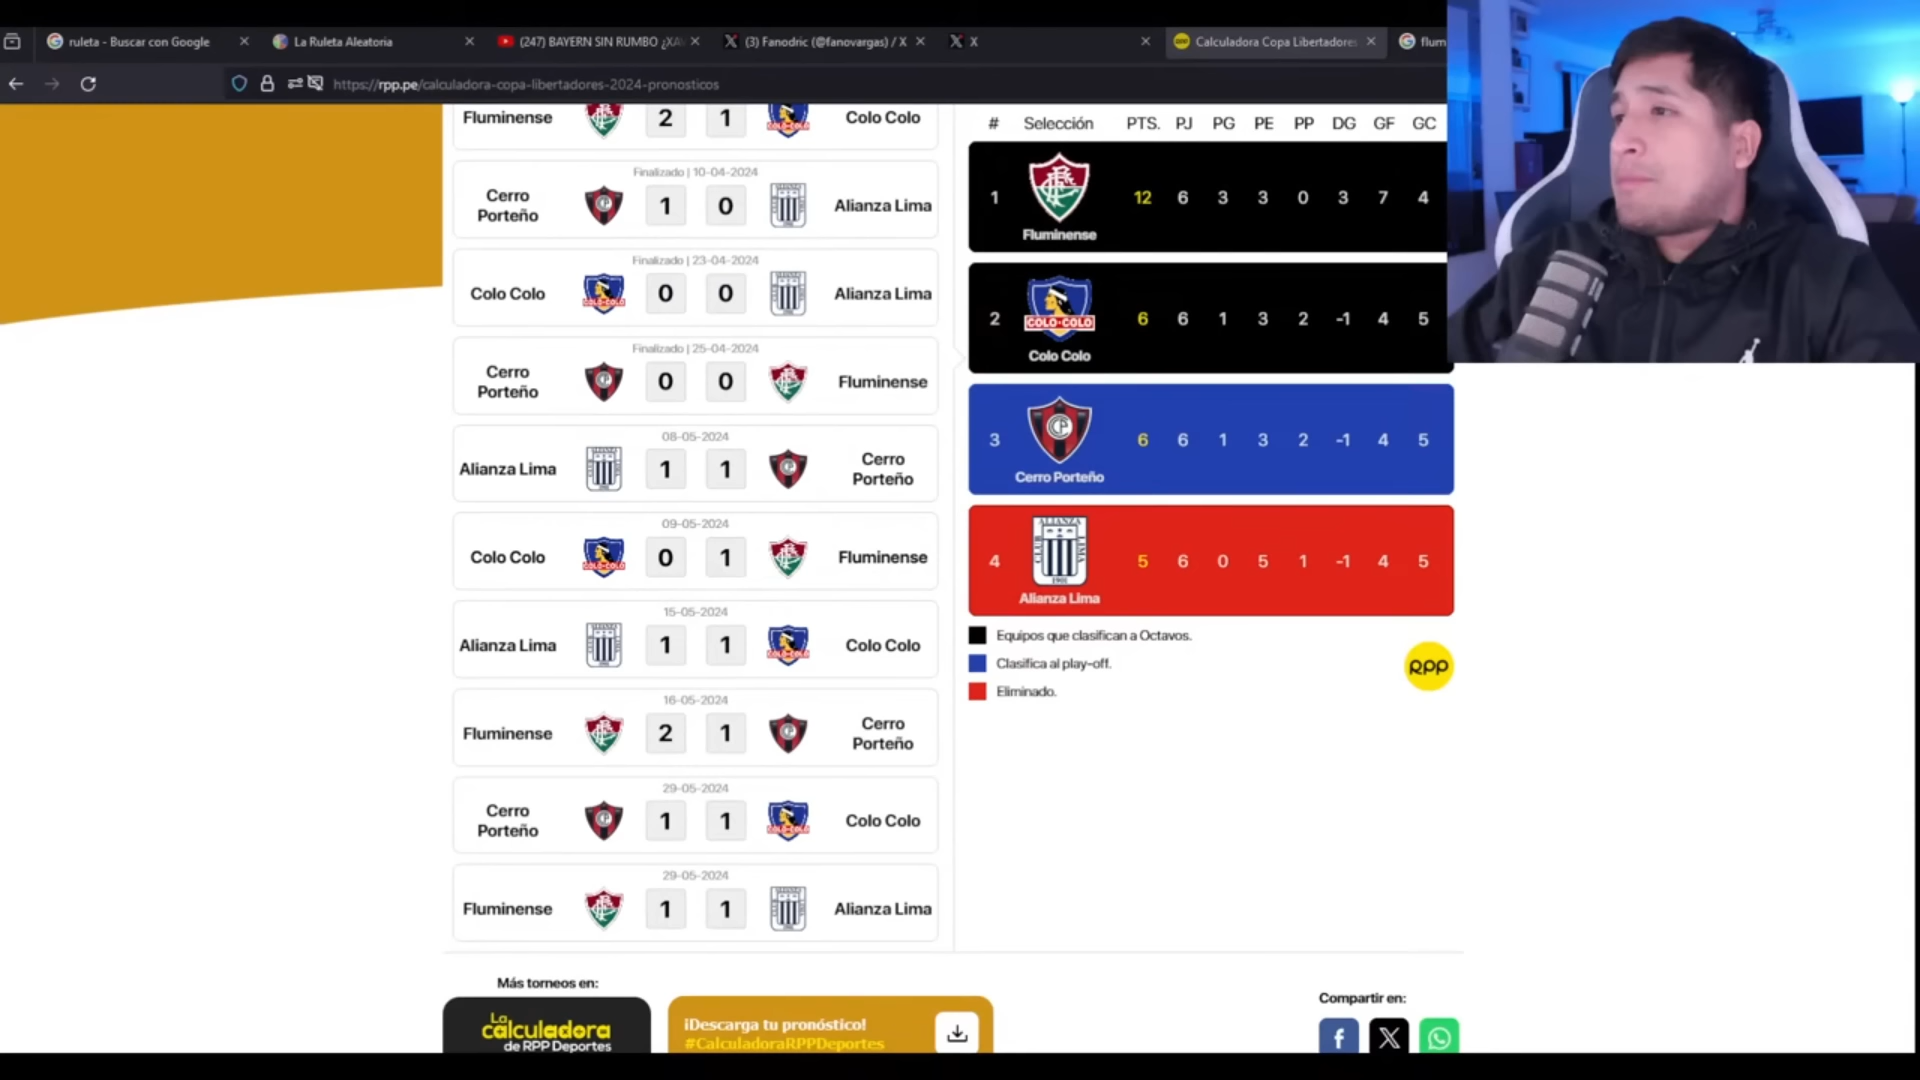 ruleta - Buscar con Google
La Ruleta Aleatoria
(247) BAYERN SIN RUMBO ¿XA
(3) Fanodric (@fanovargas) / X
X
Calculadora Copa Libertadores
flum
https://rpp.pe/calculadora-copa-libertadores-2024-pronosticos
Fluminense 2 1 Colo Colo
Finalizado | 10-04-2024
Cerro Porteño 1 0 Alianza Lima
Finalizado | 23-04-2024
Colo Colo 0 0 Alianza Lima
Finalizado | 25-04-2024
Cerro Porteño 0 0 Fluminense
08-05-2024
Alianza Lima 1 1 Cerro Porteño
09-05-2024
Colo Colo 0 1 Fluminense
15-05-2024
Alianza Lima 1 1 Colo Colo
16-05-2024
Fluminense 2 1 Cerro Porteño
29-05-2024
Cerro Porteño 1 1 Colo Colo
29-05-2024
Fluminense 1 1 Alianza Lima
# Selección PTS. PJ PG PE PP DG GF GC
1 Fluminense 12 6 3 3 0 3 7 4
2 COLO-COLO Colo Colo 6 6 1 3 2 -1 4 5
3 CP Cerro Porteño 6 6 1 3 2 -1 4 5
4 ALIANZA CLUB LIMA 1901 Alianza Lima 5 6 0 5 1 -1 4 5
Equipos que clasifican a Octavos.
Clasifica al play-off.
Eliminado.
rpp
Más torneos en:
La calculadora
de RPP Deportes
¡Descarga tu pronóstico!
#CalculadoraRPPDeportes
Compartir en: